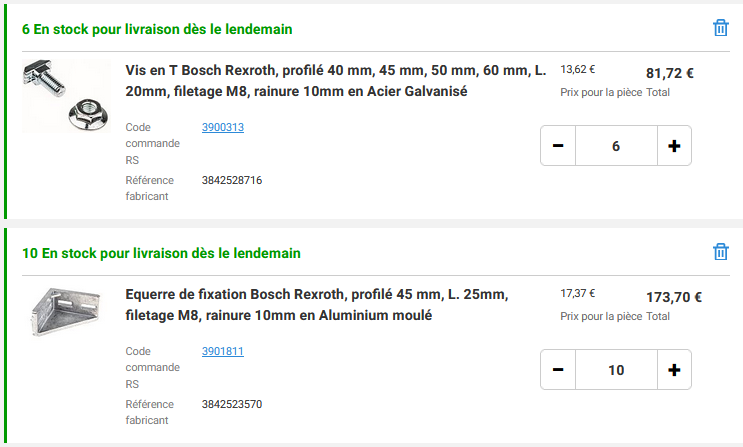 6 En stock pour livraison dès le lendemain
Vis en T Bosch Rexroth, profilé 40 mm, 45 mm, 50 mm, 60 mm, L.
20mm, filetage M8, rainure 10mm en Acier Galvanisé
13,62 €
Prix pour la pièce
81,72 €
Total
Code
commande
RS
3900313
Référence
fabricant
3842528716
− 6 +
10 En stock pour livraison dès le lendemain
Equerre de fixation Bosch Rexroth, profilé 45 mm, L. 25mm,
filetage M8, rainure 10mm en Aluminium moulé
17,37 €
Prix pour la pièce
173,70 €
Total
Code
commande
RS
3901811
Référence
fabricant
3842523570
− 10 +